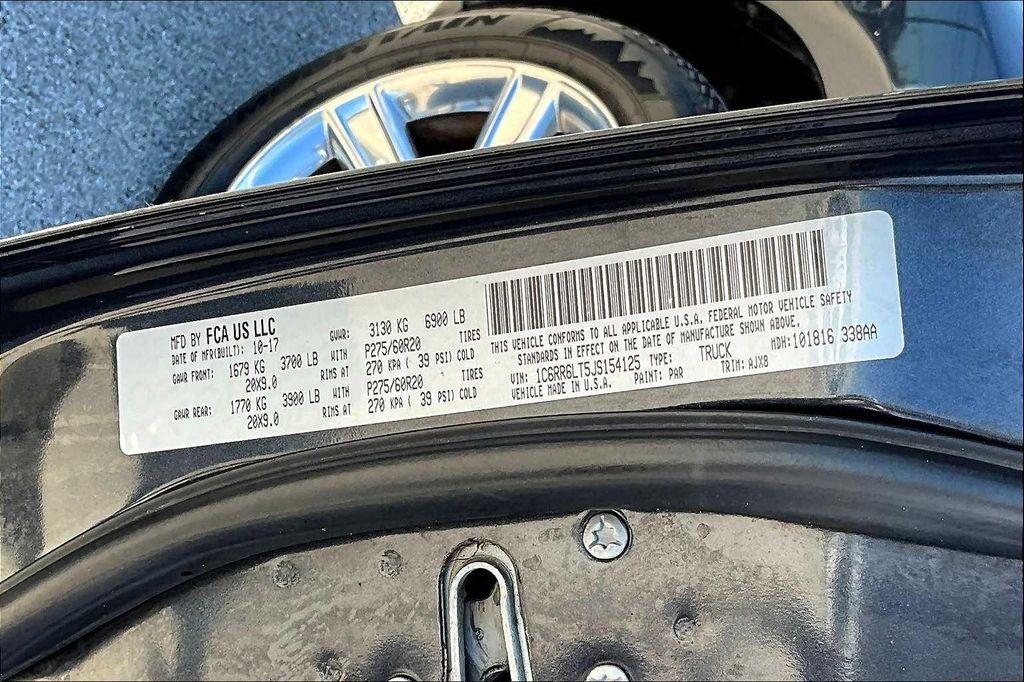 MFD BY FCA US LLC
DATE OF MFR(BUILT): 10-17
GVWR: 3130 KG 6900 LB
GAWR FRONT: 1679 KG 3700 LB WITH P275/60R20 TIRES
20X9.0 RIMS AT 270 KPA ( 39 PSI) COLD
GAWR REAR: 1770 KG 3900 LB WITH P275/60R20 TIRES
20X9.0 RIMS AT 270 KPA ( 39 PSI) COLD
THIS VEHICLE CONFORMS TO ALL APPLICABLE U.S.A. FEDERAL MOTOR VEHICLE SAFETY
STANDARDS IN EFFECT ON THE DATE OF MANUFACTURE SHOWN ABOVE.
MDH: 101816 338AA
VIN: 1C6RR6LT5JS154125 TYPE: TRUCK
VEHICLE MADE IN U.S.A. PAINT: PAR TRIM: AJX8